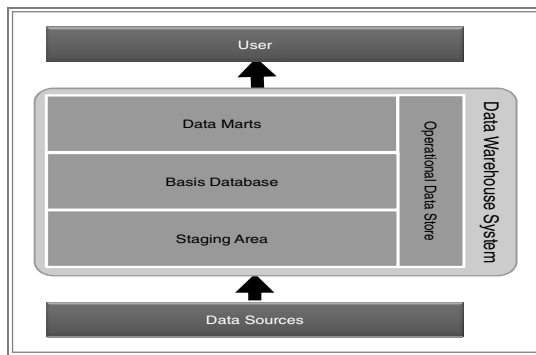 User
Data Marts
Basis Database
Staging Area
Operational Data Store
Data Warehouse System
Data Sources